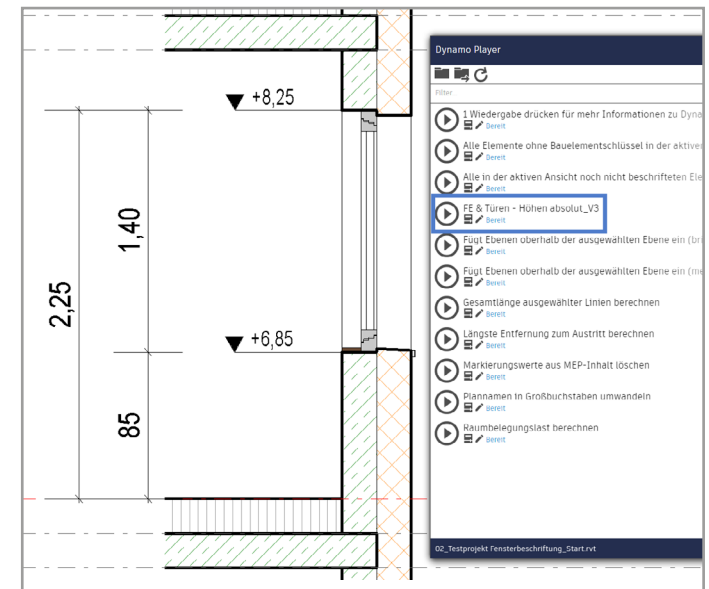 +8,25
1,40
2,25
+6,85
85
Dynamo Player
Filter
1 Wiedergabe drücken für mehr Informationen zu Dyna
Bereit
Alle Elemente ohne Bauelementschlüssel in der aktiven
Bereit
Alle in der aktiven Ansicht noch nicht beschrifteten Ele
Bereit
FE & Türen - Höhen absolut_V3
Bereit
Fügt Ebenen oberhalb der ausgewählten Ebene ein (bri
Bereit
Fügt Ebenen oberhalb der ausgewählten Ebene ein (me
Bereit
Gesamtlänge ausgewählter Linien berechnen
Bereit
Längste Entfernung zum Austritt berechnen
Bereit
Markierungswerte aus MEP-Inhalt löschen
Bereit
Plannamen in Großbuchstaben umwandeln
Bereit
Raumbelegungslast berechnen
Bereit
02_Testprojekt Fensterbeschriftung_Start.rvt